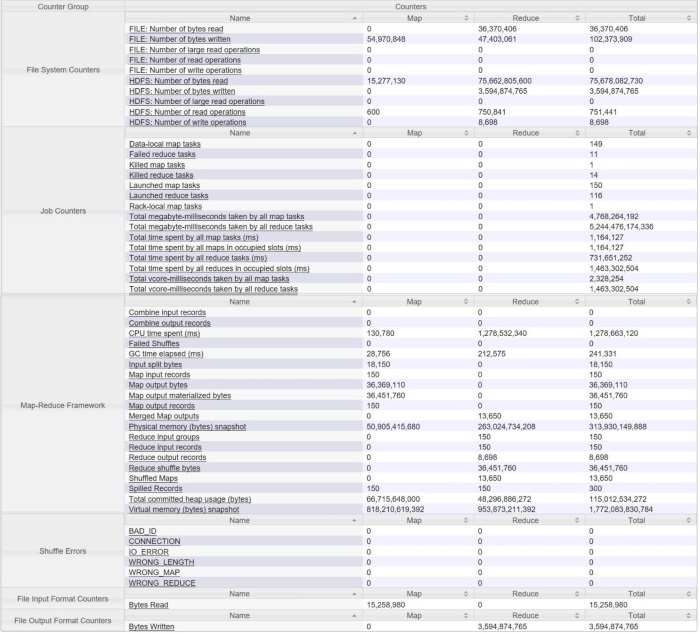 Counter Group Counters
File System Counters
Name Map Reduce Total
FILE: Number of bytes read 0 36,370,406 36,370,406
FILE: Number of bytes written 54,970,848 47,403,061 102,373,909
FILE: Number of large read operations 0 0 0
FILE: Number of read operations 0 0 0
FILE: Number of write operations 0 0 0
HDFS: Number of bytes read 15,277,130 75,662,805,600 75,678,082,730
HDFS: Number of bytes written 0 3,594,874,765 3,594,874,765
HDFS: Number of large read operations 0 0 0
HDFS: Number of read operations 600 750,841 751,441
HDFS: Number of write operations 0 8,698 8,698
Job Counters
Name Map Reduce Total
Data-local map tasks 0 0 149
Failed reduce tasks 0 0 11
Killed map tasks 0 0 1
Killed reduce tasks 0 0 14
Launched map tasks 0 0 150
Launched reduce tasks 0 0 116
Rack-local map tasks 0 0 1
Total megabyte-milliseconds taken by all map tasks 0 0 4,768,264,192
Total megabyte-milliseconds taken by all reduce tasks 0 0 5,244,476,174,336
Total time spent by all map tasks (ms) 0 0 1,164,127
Total time spent by all maps in occupied slots (ms) 0 0 1,164,127
Total time spent by all reduce tasks (ms) 0 0 731,651,252
Total time spent by all reduces in occupied slots (ms) 0 0 1,463,302,504
Total vcore-milliseconds taken by all map tasks 0 0 2,328,254
Total vcore-milliseconds taken by all reduce tasks 0 0 1,463,302,504
Map-Reduce Framework
Name Map Reduce Total
Combine input records 0 0 0
Combine output records 0 0 0
CPU time spent (ms) 130,780 1,278,532,340 1,278,663,120
Failed Shuffles 0 0 0
GC time elapsed (ms) 28,756 212,575 241,331
Input split bytes 18,150 0 18,150
Map input records 150 0 150
Map output bytes 36,369,110 0 36,369,110
Map output materialized bytes 36,451,760 0 36,451,760
Map output records 150 0 150
Merged Map outputs 0 13,650 13,650
Physical memory (bytes) snapshot 50,905,415,680 263,024,734,208 313,930,149,888
Reduce input groups 0 150 150
Reduce input records 0 150 150
Reduce output records 0 8,698 8,698
Reduce shuffle bytes 0 36,451,760 36,451,760
Shuffled Maps 0 13,650 13,650
Spilled Records 150 150 300
Total committed heap usage (bytes) 66,715,648,000 48,296,886,272 115,012,534,272
Virtual memory (bytes) snapshot 818,210,619,392 953,873,211,392 1,772,083,830,784
Shuffle Errors
Name Map Reduce Total
BAD_ID 0 0 0
CONNECTION 0 0 0
IO_ERROR 0 0 0
WRONG_LENGTH 0 0 0
WRONG_MAP 0 0 0
WRONG_REDUCE 0 0 0
File Input Format Counters
Name Map Reduce Total
Bytes Read 15,258,980 0 15,258,980
File Output Format Counters
Name Map Reduce Total
Bytes Written 0 3,594,874,765 3,594,874,765